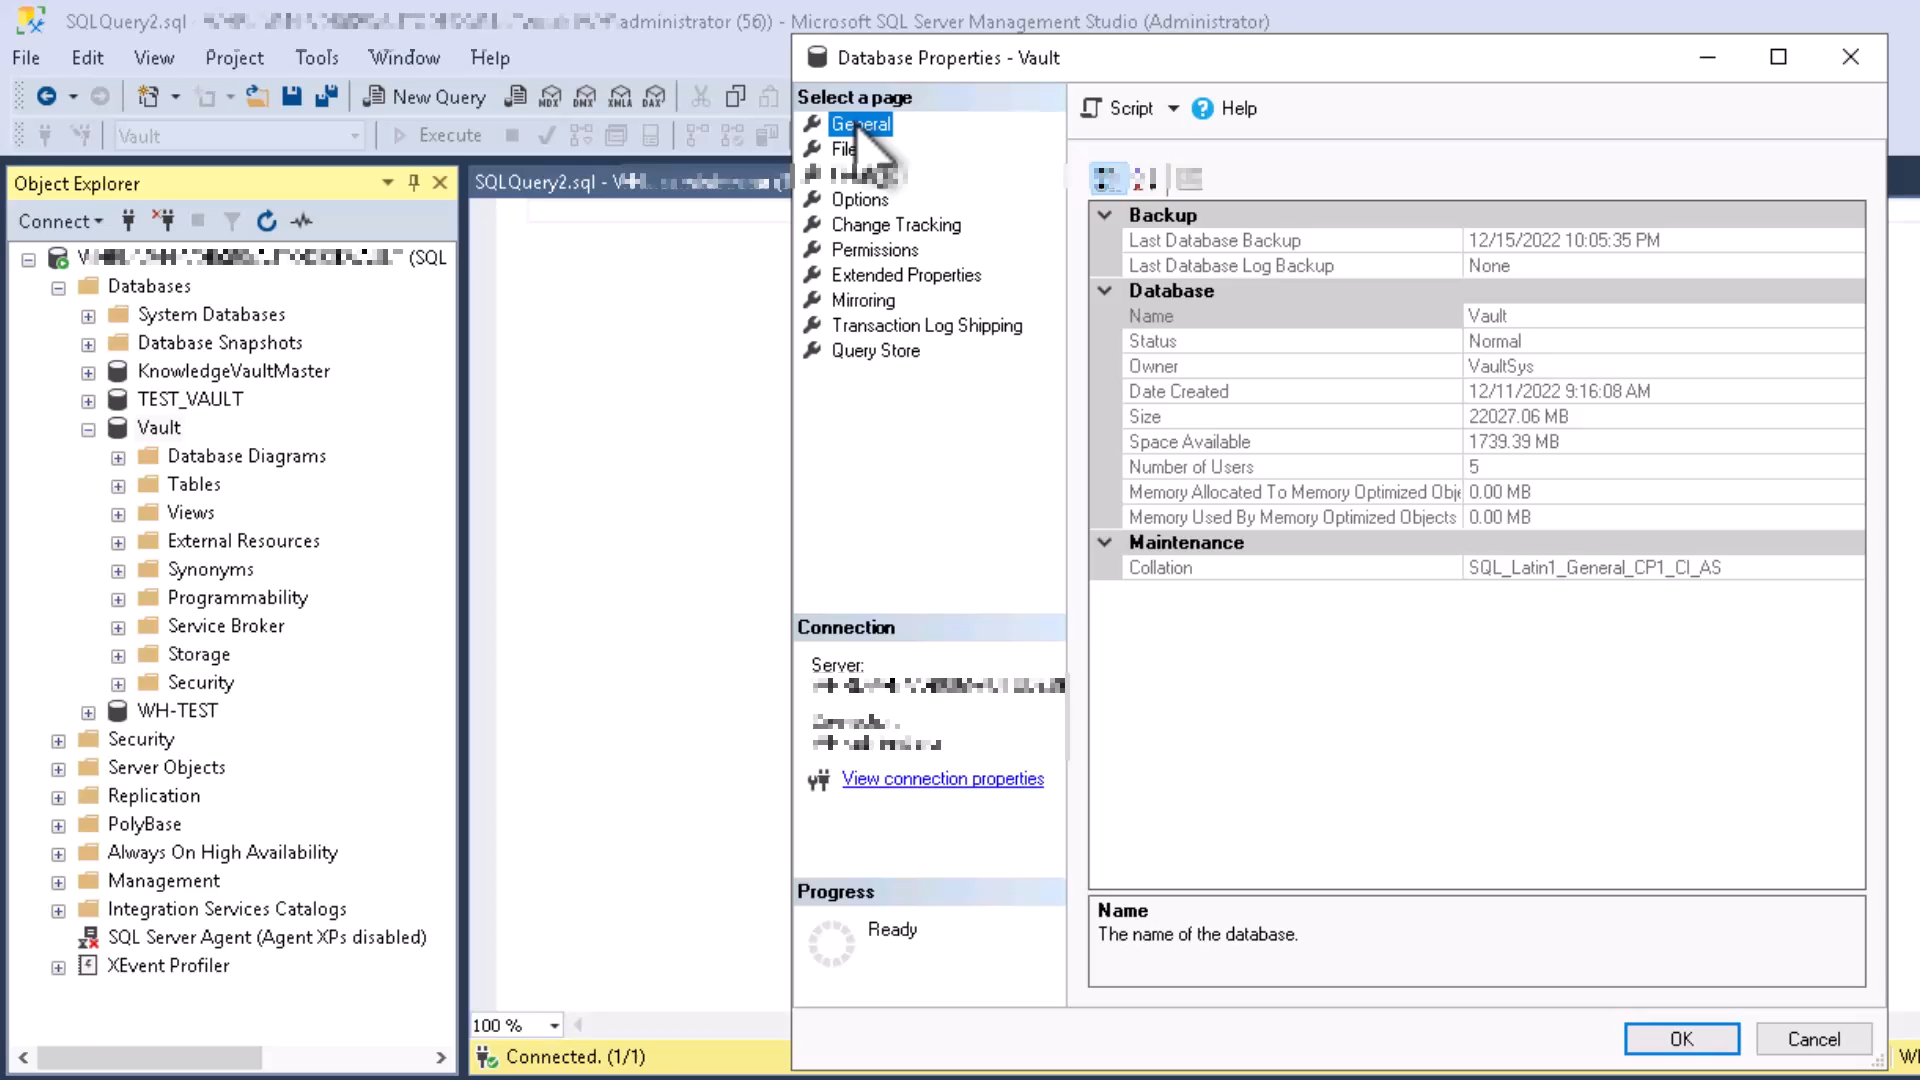 SQLQuery2.sql - administrator (56)) - Microsoft SQL Server Management Studio (Administrator)
File Edit View Project Tools Window Help
New Query MDX DMX XMLA DAX
Vault Execute
Object Explorer
Connect
(SQL
Databases
System Databases
Database Snapshots
KnowledgeVaultMaster
TEST_VAULT
Vault
Database Diagrams
Tables
Views
External Resources
Synonyms
Programmability
Service Broker
Storage
Security
WH-TEST
Security
Server Objects
Replication
PolyBase
Always On High Availability
Management
Integration Services Catalogs
SQL Server Agent (Agent XPs disabled)
XEvent Profiler
SQLQuery2.sql -
100 %
Connected. (1/1)
Database Properties - Vault
Select a page
General
File
Options
Change Tracking
Permissions
Extended Properties
Mirroring
Transaction Log Shipping
Query Store
Connection
Server:
View connection properties
Progress
Ready
Script Help
Backup
Last Database Backup 12/15/2022 10:05:35 PM
Last Database Log Backup None
Database
Name Vault
Status Normal
Owner VaultSys
Date Created 12/11/2022 9:16:08 AM
Size 22027.06 MB
Space Available 1739.39 MB
Number of Users 5
Memory Allocated To Memory Optimized Obje 0.00 MB
Memory Used By Memory Optimized Objects 0.00 MB
Maintenance
Collation SQL_Latin1_General_CP1_CI_AS
Name
The name of the database.
OK Cancel